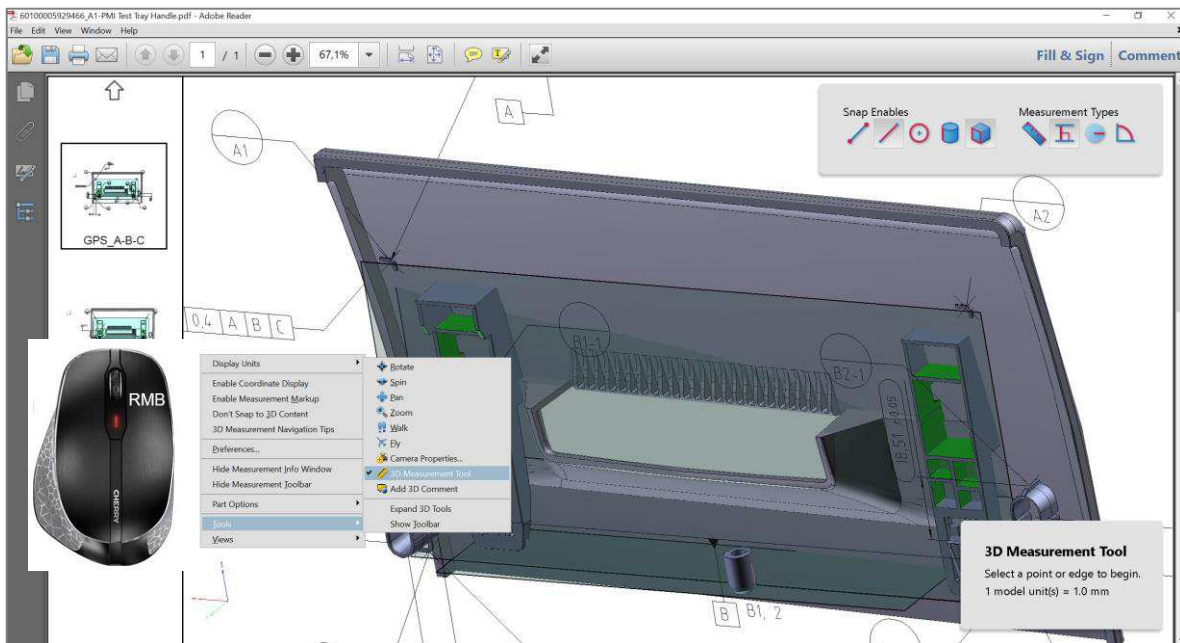 60100005929466_A1-PMI Test Tray Handle.pdf - Adobe Reader
File Edit View Window Help
1 / 1 67,1% Fill & Sign Comment
Snap Enables Measurement Types
A
A1
A2
GPS_A-B-C
0,4 A B C
B1-1
B2-1
18.51 ±0.05
RMB
CHERRY
Display Units
Enable Coordinate Display
Enable Measurement Markup
Don't Snap to 3D Content
3D Measurement Navigation Tips
Preferences...
Hide Measurement Info Window
Hide Measurement Toolbar
Part Options
Tools
Views
Rotate
Spin
Pan
Zoom
Walk
Fly
Camera Properties...
3D Measurement Tool
Add 3D Comment
Expand 3D Tools
Show Toolbar
3D Measurement Tool
Select a point or edge to begin.
1 model unit(s) = 1.0 mm
B B1, 2